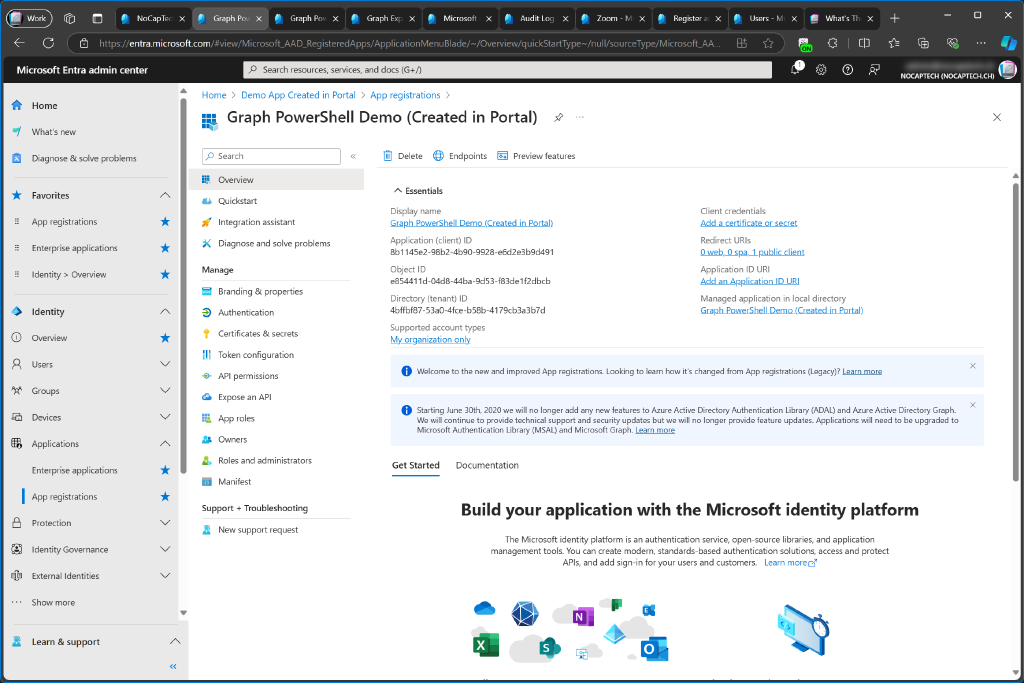 Work
NoCapTec
Graph Po
Graph Po
Graph Exp
Microsoft
Audit Log
Zoom - M
Register a
Users - M
What's Th
https://entra.microsoft.com/#view/Microsoft_AAD_RegisteredApps/ApplicationMenuBlade/~/Overview/quickStartType~/null/sourceType/Microsoft_AA...
ON
Microsoft Entra admin center
Search resources, services, and docs (G+/)
1
NOCAPTECH (NOCAPTECH.CH)
Home
What's new
Diagnose & solve problems
Favorites
App registrations
Enterprise applications
Identity > Overview
Identity
Overview
Users
Groups
Devices
Applications
Enterprise applications
App registrations
Protection
Identity Governance
External Identities
Show more
Learn & support
Home > Demo App Created in Portal > App registrations >
Graph PowerShell Demo (Created in Portal)
Search
Overview
Quickstart
Integration assistant
Diagnose and solve problems
Manage
Branding & properties
Authentication
Certificates & secrets
Token configuration
API permissions
Expose an API
App roles
Owners
Roles and administrators
Manifest
Support + Troubleshooting
New support request
Delete
Endpoints
Preview features
Essentials
Display name
Graph PowerShell Demo (Created in Portal)
Application (client) ID
8b1145e2-98b2-4b90-9928-e6d2e3b9d491
Object ID
e854411d-04d8-44ba-9d53-f83de1f2dbcb
Directory (tenant) ID
4bffbf87-53a0-4fce-b58b-4179cb3a3b7d
Supported account types
My organization only
Client credentials
Add a certificate or secret
Redirect URIs
0 web, 0 spa, 1 public client
Application ID URI
Add an Application ID URI
Managed application in local directory
Graph PowerShell Demo (Created in Portal)
Welcome to the new and improved App registrations. Looking to learn how it's changed from App registrations (Legacy)? Learn more
Starting June 30th, 2020 we will no longer add any new features to Azure Active Directory Authentication Library (ADAL) and Azure Active Directory Graph.
We will continue to provide technical support and security updates but we will no longer provide feature updates. Applications will need to be upgraded to
Microsoft Authentication Library (MSAL) and Microsoft Graph. Learn more
Get Started
Documentation
Build your application with the Microsoft identity platform
The Microsoft identity platform is an authentication service, open-source libraries, and application
management tools. You can create modern, standards-based authentication solutions, access and protect
APIs, and add sign-in for your users and customers. Learn more